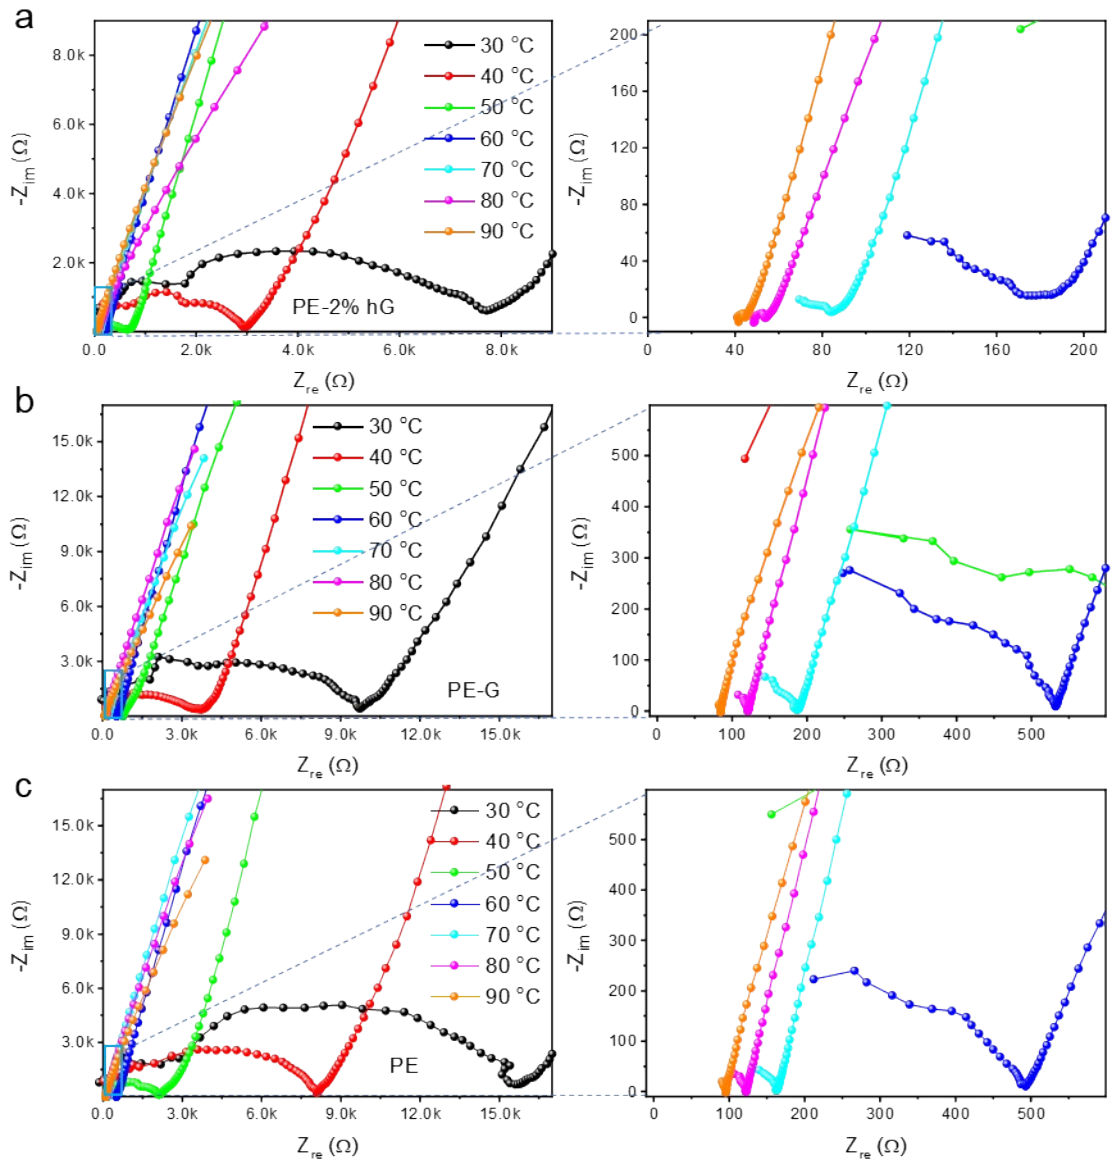 a
8.0k
6.0k
4.0k
2.0k
-Z_im (Ω)
30 °C
40 °C
50 °C
60 °C
70 °C
80 °C
90 °C
PE-2% hG
0.0 2.0k 4.0k 6.0k 8.0k
Z_re (Ω)
200
160
120
80
40
0
-Z_im (Ω)
0 40 80 120 160 200
Z_re (Ω)
b
15.0k
12.0k
9.0k
6.0k
3.0k
-Z_im (Ω)
30 °C
40 °C
50 °C
60 °C
70 °C
80 °C
90 °C
PE-G
0.0 3.0k 6.0k 9.0k 12.0k 15.0k
Z_re (Ω)
500
400
300
200
100
0
-Z_im (Ω)
0 100 200 300 400 500
Z_re (Ω)
c
15.0k
12.0k
9.0k
6.0k
3.0k
-Z_im (Ω)
30 °C
40 °C
50 °C
60 °C
70 °C
80 °C
90 °C
PE
0.0 3.0k 6.0k 9.0k 12.0k 15.0k
Z_re (Ω)
500
400
300
200
100
0
-Z_im (Ω)
0 100 200 300 400 500
Z_re (Ω)